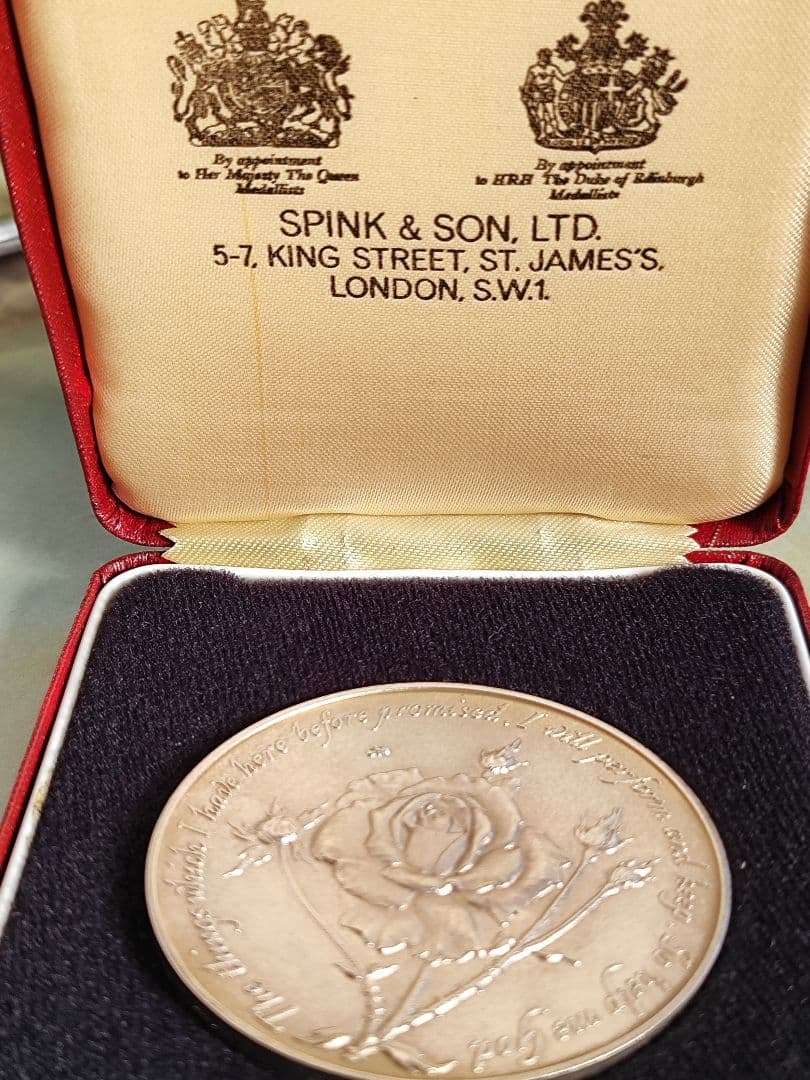 By appointment
to Her Majesty The Queen
Medallists
By appointment
to HRH The Duke of Edinburgh
Medallists
SPINK & SON, LTD.
5-7, KING STREET, ST. JAMES'S,
LONDON, S.W.1.
The things which I have here before promised, I will perform and keep. So help me God.